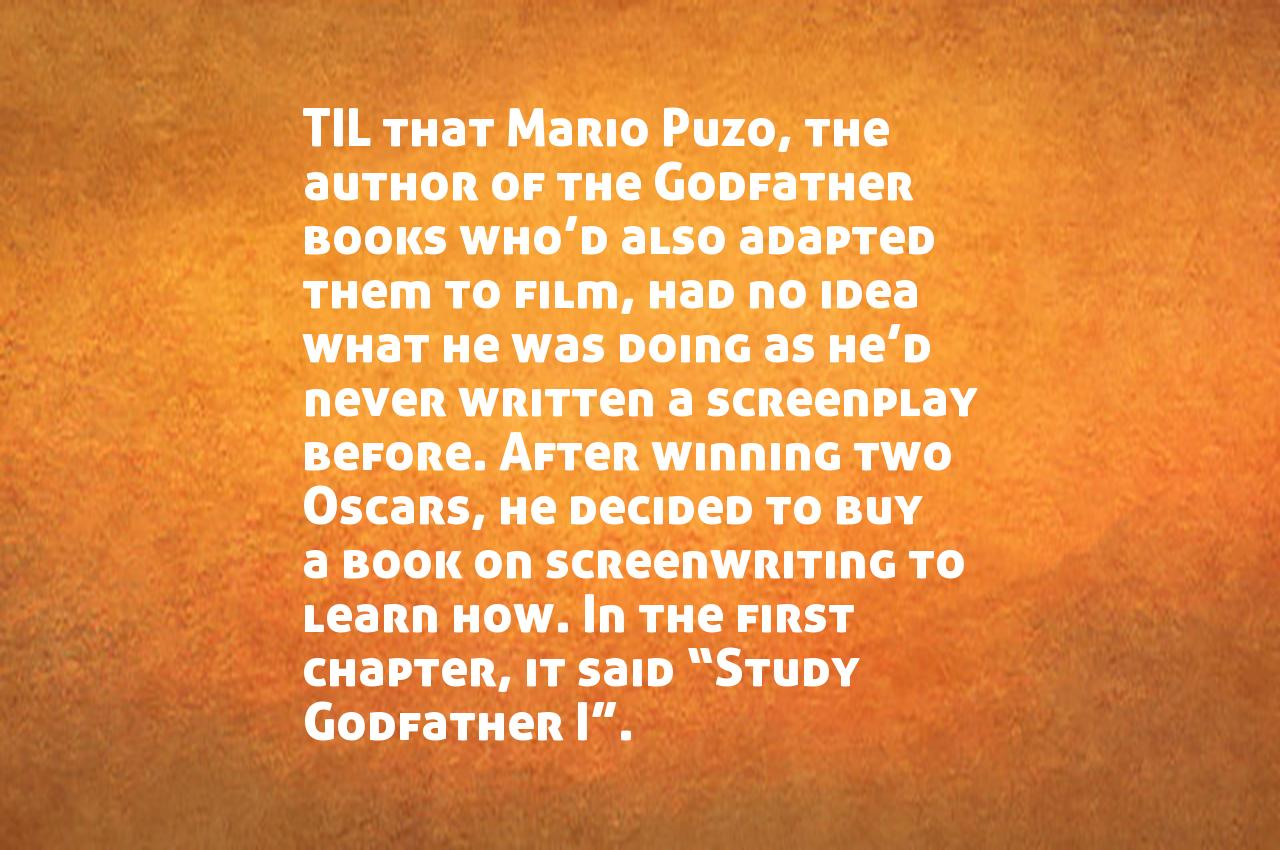 TIL that Mario Puzo, the
author of the Godfather
books who’d also adapted
them to film, had no idea
what he was doing as he’d
never written a screenplay
before. After winning two
Oscars, he decided to buy
a book on screenwriting to
learn how. In the first
chapter, it said “Study
Godfather I”.